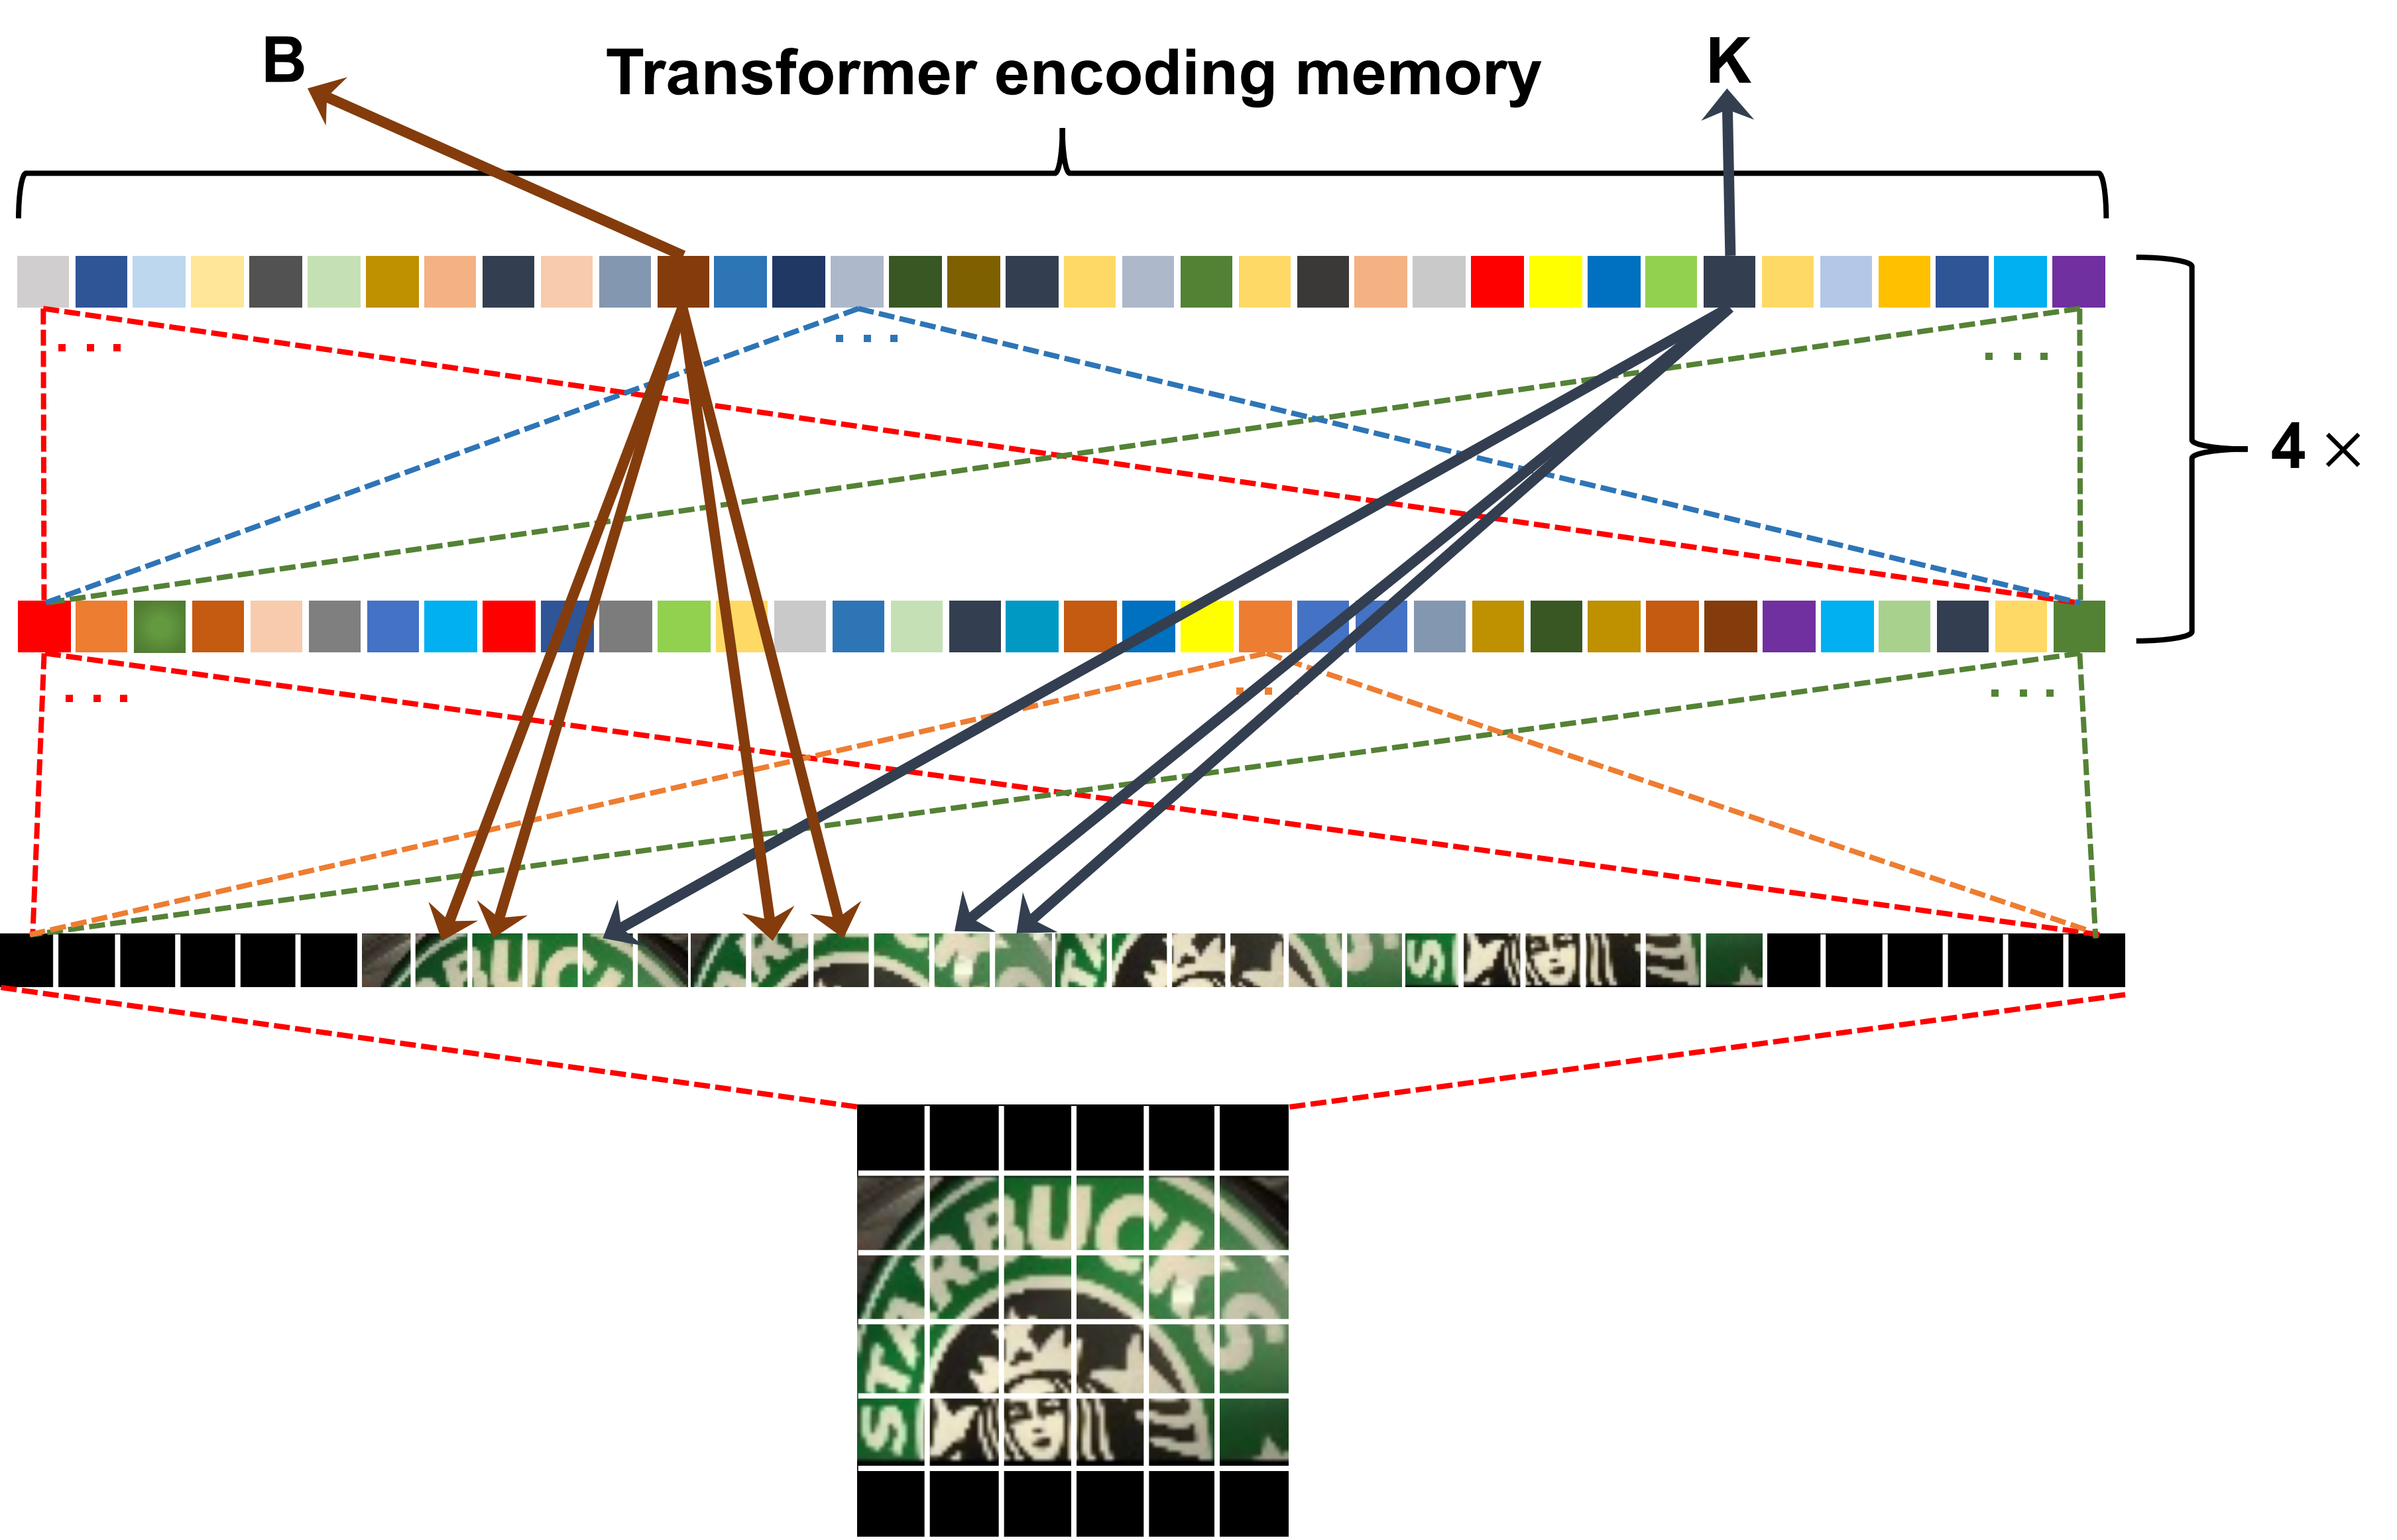 B
Transformer encoding memory
K
. . .
. . .
. . .
4 ×
. . .
. .
. . .
STARBUCKS